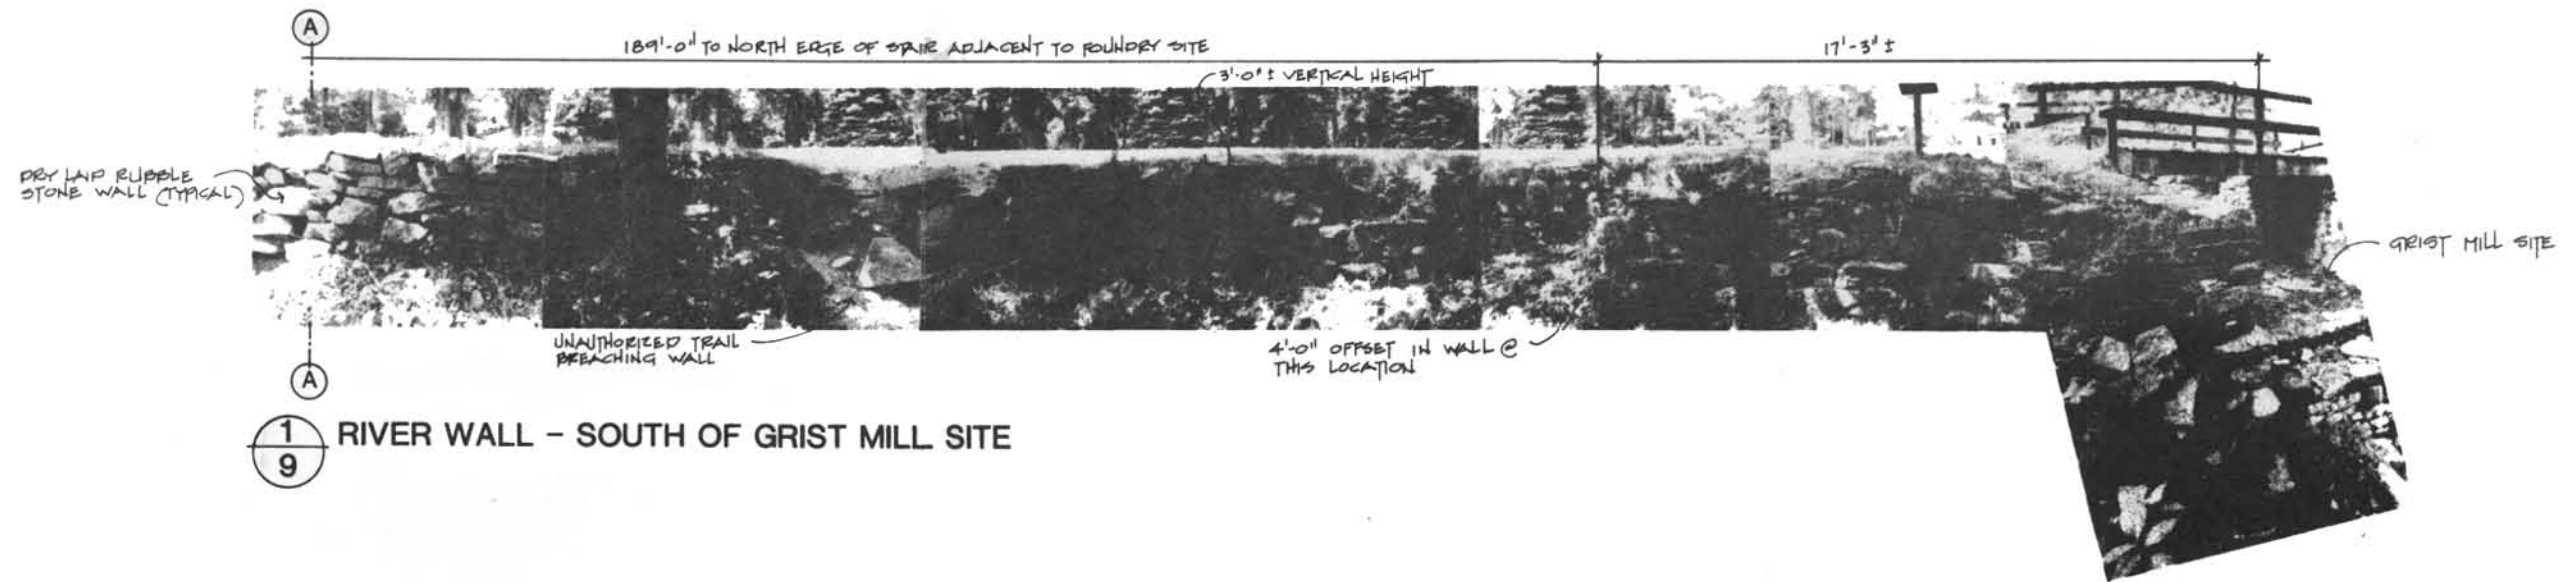 A
189'-0" TO NORTH EDGE OF STAIR ADJACENT TO FOUNDRY SITE
17'-3" ±
3'-0" ± VERTICAL HEIGHT
DRY LAID RUBBLE
STONE WALL (TYPICAL)
GRIST MILL SITE
UNAUTHORIZED TRAIL
BREACHING WALL
4'-0" OFFSET IN WALL @
THIS LOCATION
A
1
9
RIVER WALL - SOUTH OF GRIST MILL SITE